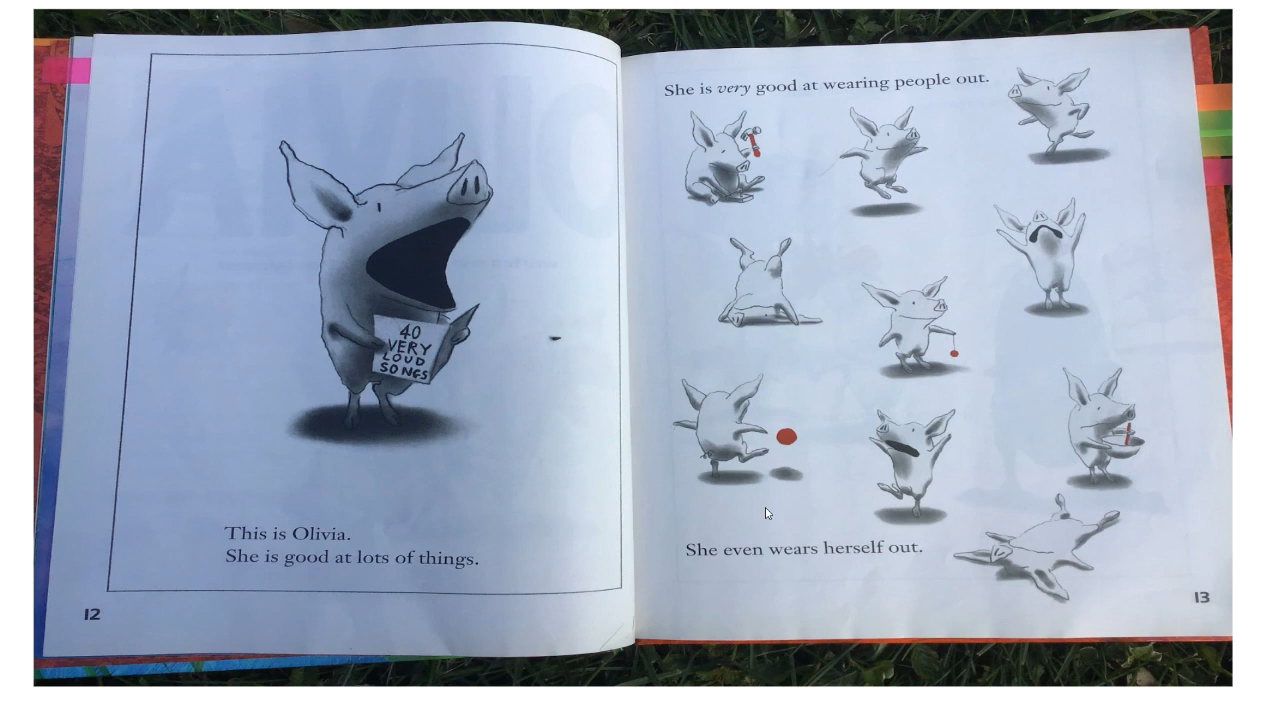 40
VERY
LOUD
SONGS
This is Olivia.
She is good at lots of things.
12
She is very good at wearing people out.
She even wears herself out.
13